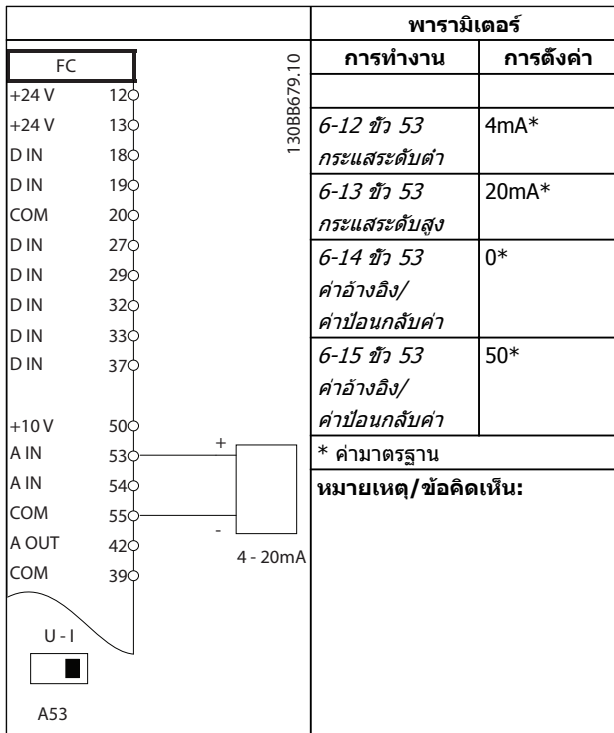 พารามิเตอร์
FC
130BB679.10
การทำงาน การตั้งค่า
+24 V 12
+24 V 13
D IN 18
D IN 19
COM 20
D IN 27
D IN 29
D IN 32
D IN 33
D IN 37
+10 V 50
A IN 53
A IN 54
COM 55
A OUT 42
COM 39
+
-
4 - 20mA
U - I
A53
6-12 ขั้ว 53 4mA*
กระแสระดับต่ำ
6-13 ขั้ว 53 20mA*
กระแสระดับสูง
6-14 ขั้ว 53 0*
ค่าอ้างอิง/
ค่าป้อนกลับค่า
6-15 ขั้ว 53 50*
ค่าอ้างอิง/
ค่าป้อนกลับค่า
* ค่ามาตรฐาน
หมายเหตุ/ข้อคิดเห็น: